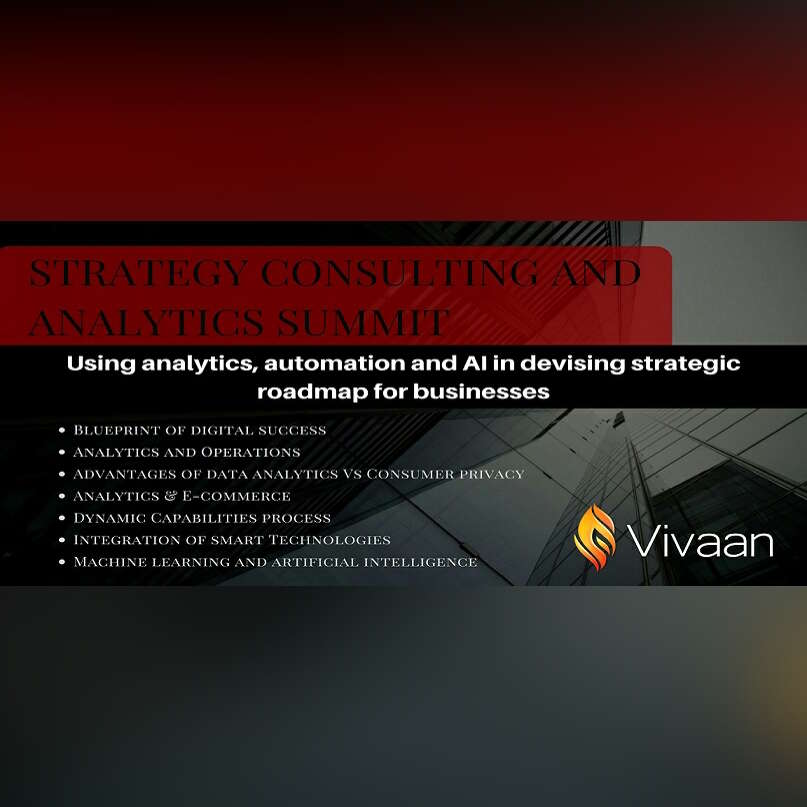 STRATEGY CONSULTING AND
ANALYTICS SUMMIT
Using analytics, automation and AI in devising strategic
roadmap for businesses
• Blueprint of digital success
• Analytics and Operations
• advantages of data analytics Vs Consumer privacy
• Analytics & E-commerce
• Dynamic Capabilities process
• Integration of smart Technologies
• Machine learning and artificial intelligence
Vivaan